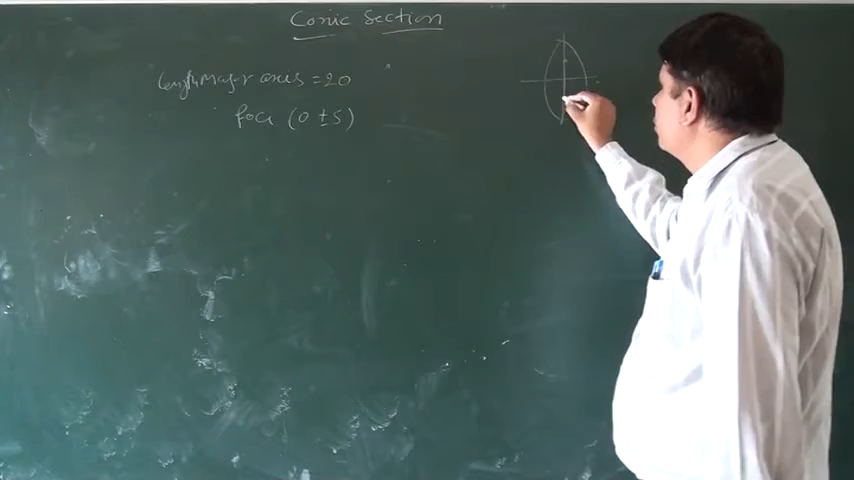 Conic Section
length major axis = 20
foci (0 ± 5)